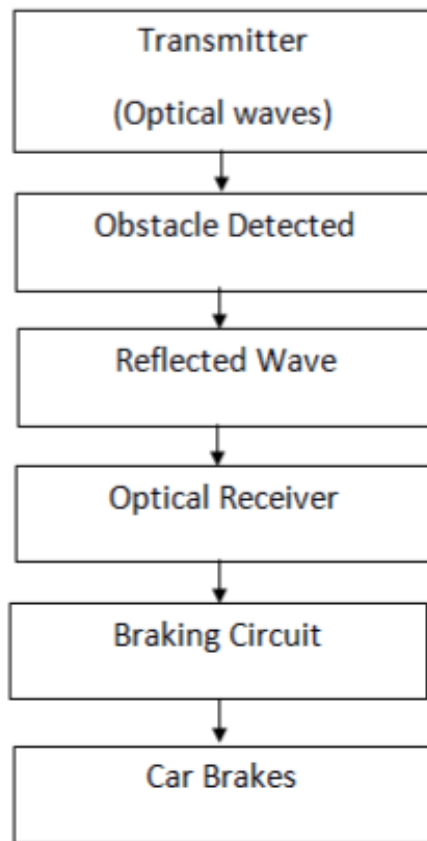 Transmitter
(Optical waves)
Obstacle Detected
Reflected Wave
Optical Receiver
Braking Circuit
Car Brakes